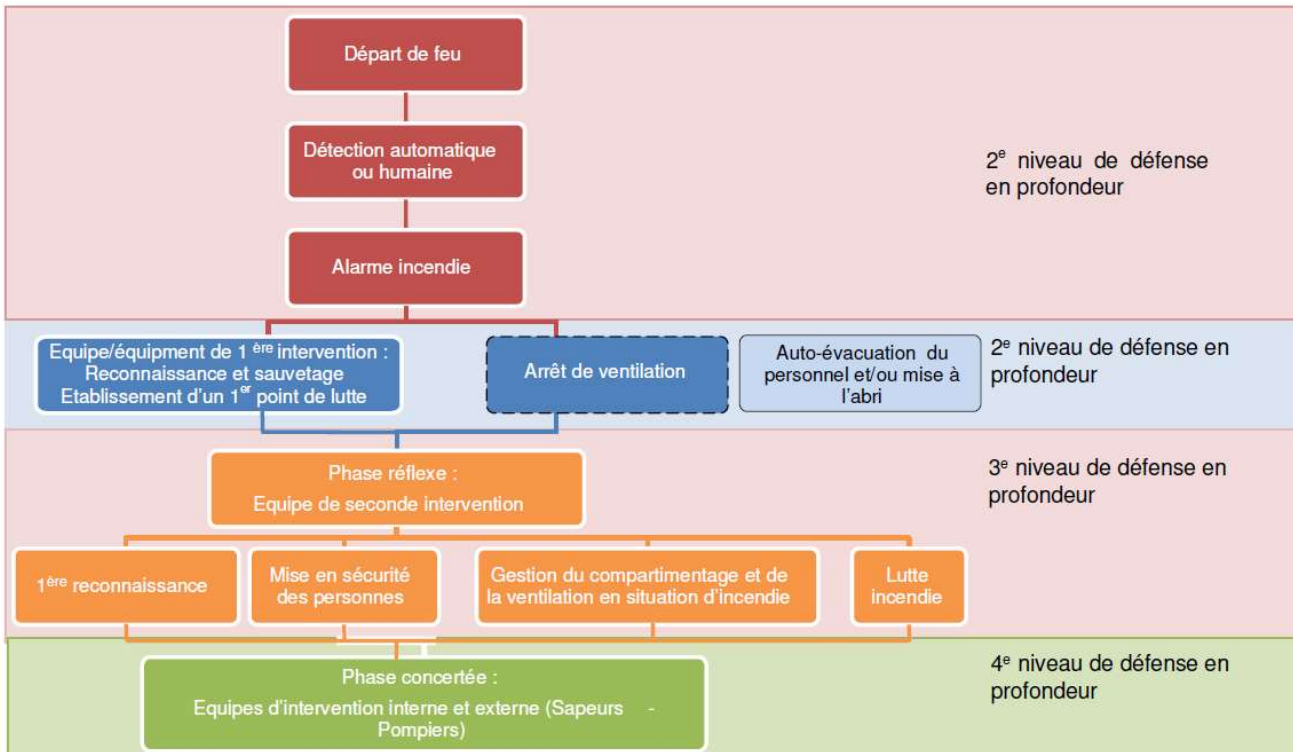 Départ de feu
Détection automatique
ou humaine
2e niveau de défense
en profondeur
Alarme incendie
Equipe/équipment de 1 ère intervention :
Reconnaissance et sauvetage
Etablissement d'un 1er point de lutte
Arrêt de ventilation
Auto-évacuation du
personnel et/ou mise à
l'abri
2e niveau de défense en
profondeur
Phase réflexe :
Equipe de seconde intervention
3e niveau de défense en
profondeur
1ère reconnaissance
Mise en sécurité
des personnes
Gestion du compartimentage et de
la ventilation en situation d'incendie
Lutte
incendie
Phase concertée :
Equipes d'intervention interne et externe (Sapeurs -
Pompiers)
4e niveau de défense en
profondeur